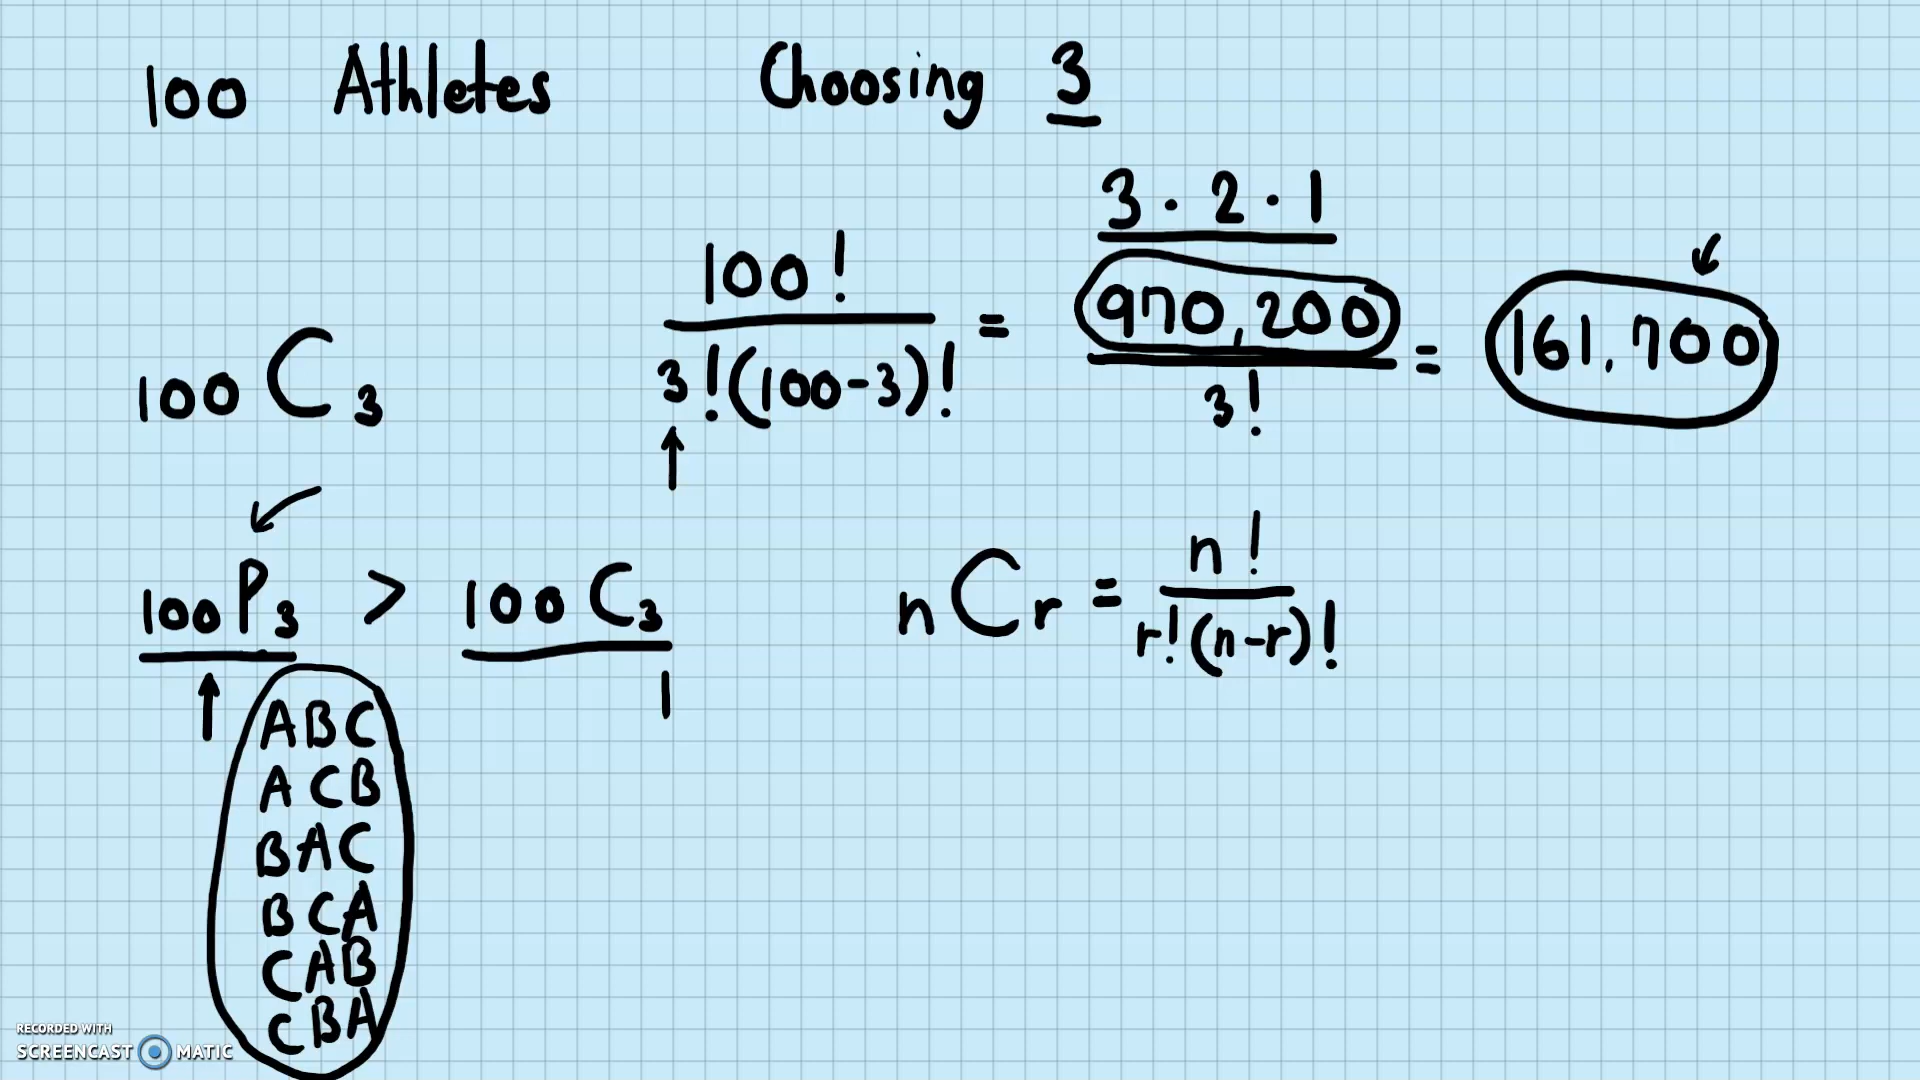 100 Athletes Choosing 3
3 · 2 · 1
100! / 3!(100-3)! = 970,200 / 3! = 161,700
100 C 3
100 P 3 > 100 C 3
nCr = n! / r!(n-r)!
1
ABC
ACB
BAC
BCA
CAB
CBA
RECORDED WITH
SCREENCAST MATIC